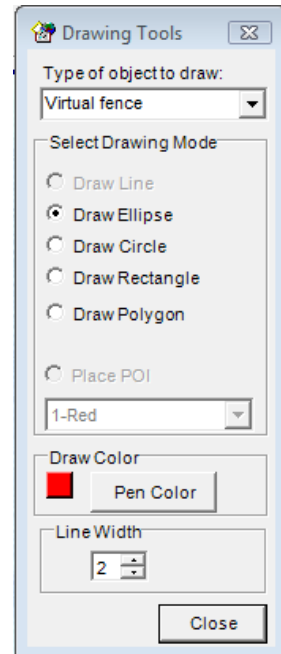 Drawing Tools
Type of object to draw:
Virtual fence
Select Drawing Mode
Draw Line
Draw Ellipse
Draw Circle
Draw Rectangle
Draw Polygon
Place POI
1-Red
Draw Color
Pen Color
Line Width
2
Close